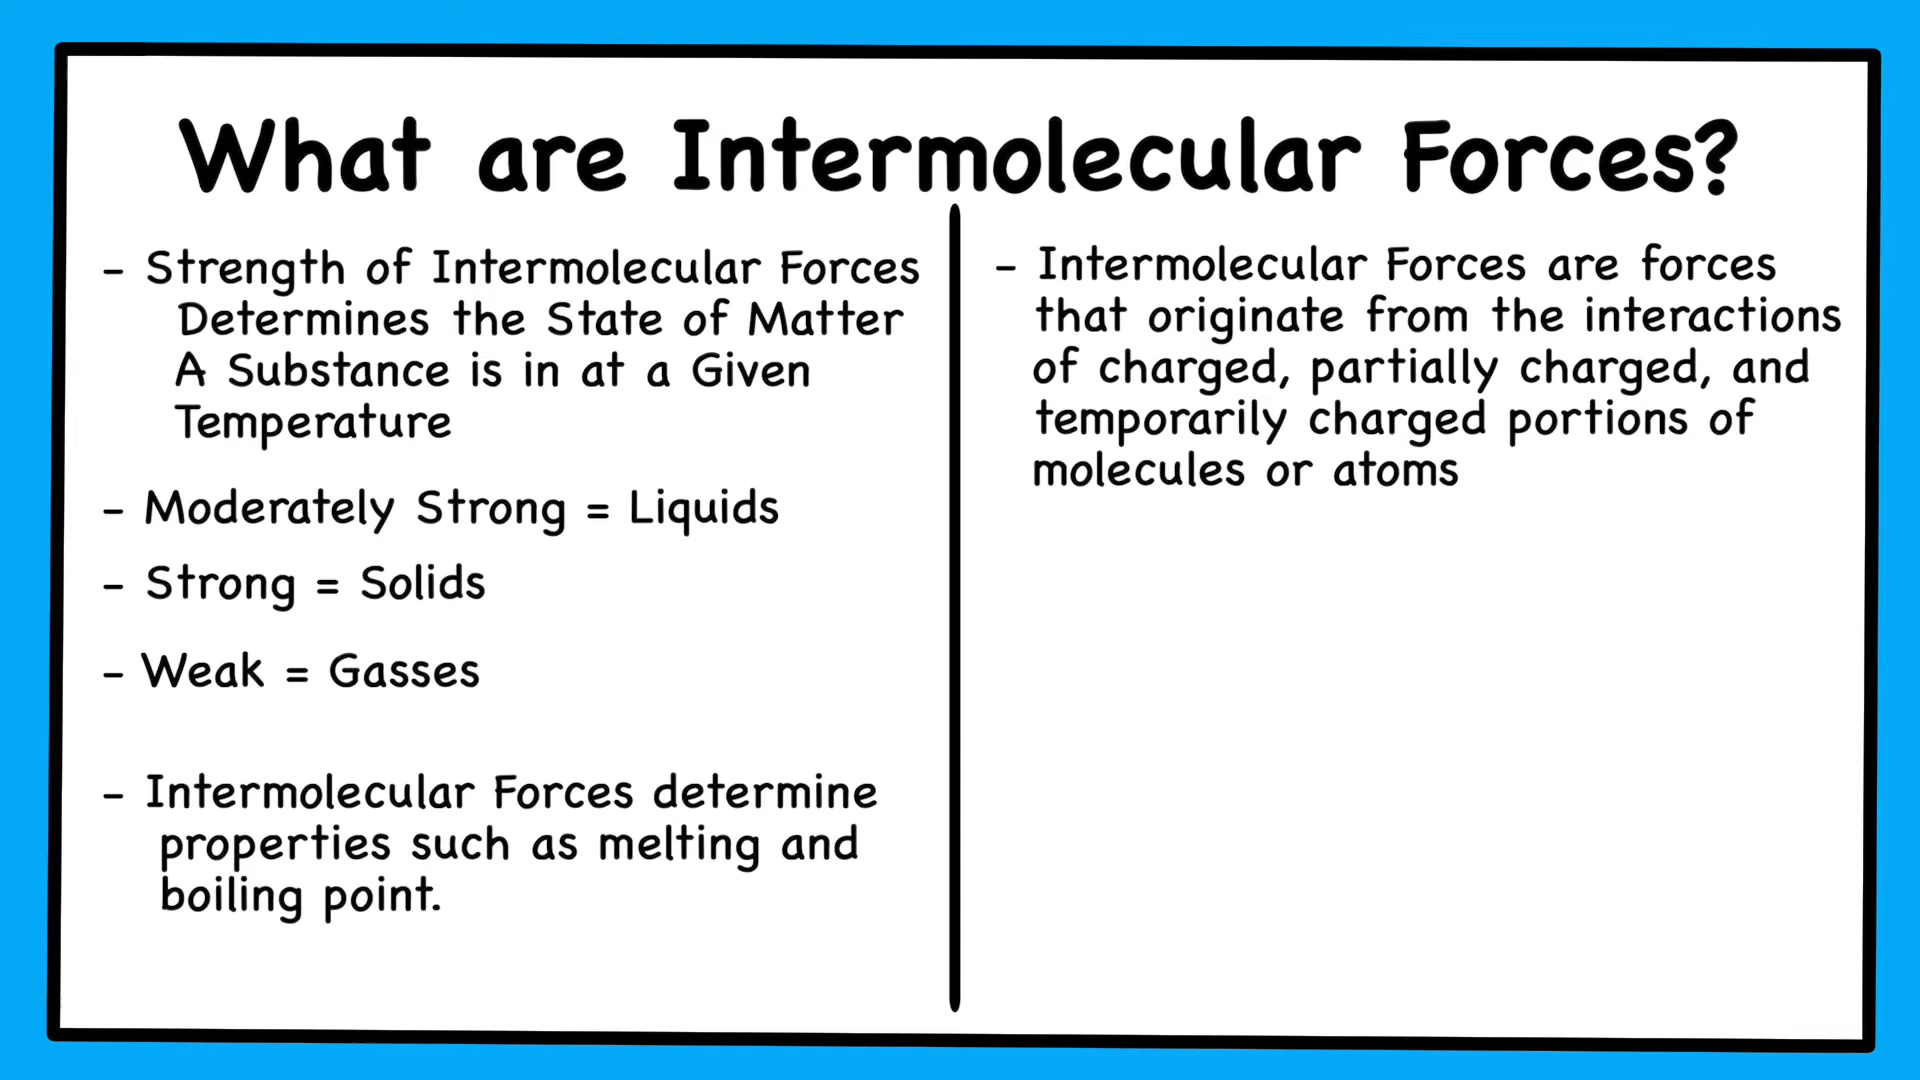 What are Intermolecular Forces?
- Strength of Intermolecular Forces
Determines the State of Matter
A Substance is in at a Given
Temperature
- Moderately Strong = Liquids
- Strong = Solids
- Weak = Gasses
- Intermolecular Forces determine
properties such as melting and
boiling point.
- Intermolecular Forces are forces
that originate from the interactions
of charged, partially charged, and
temporarily charged portions of
molecules or atoms